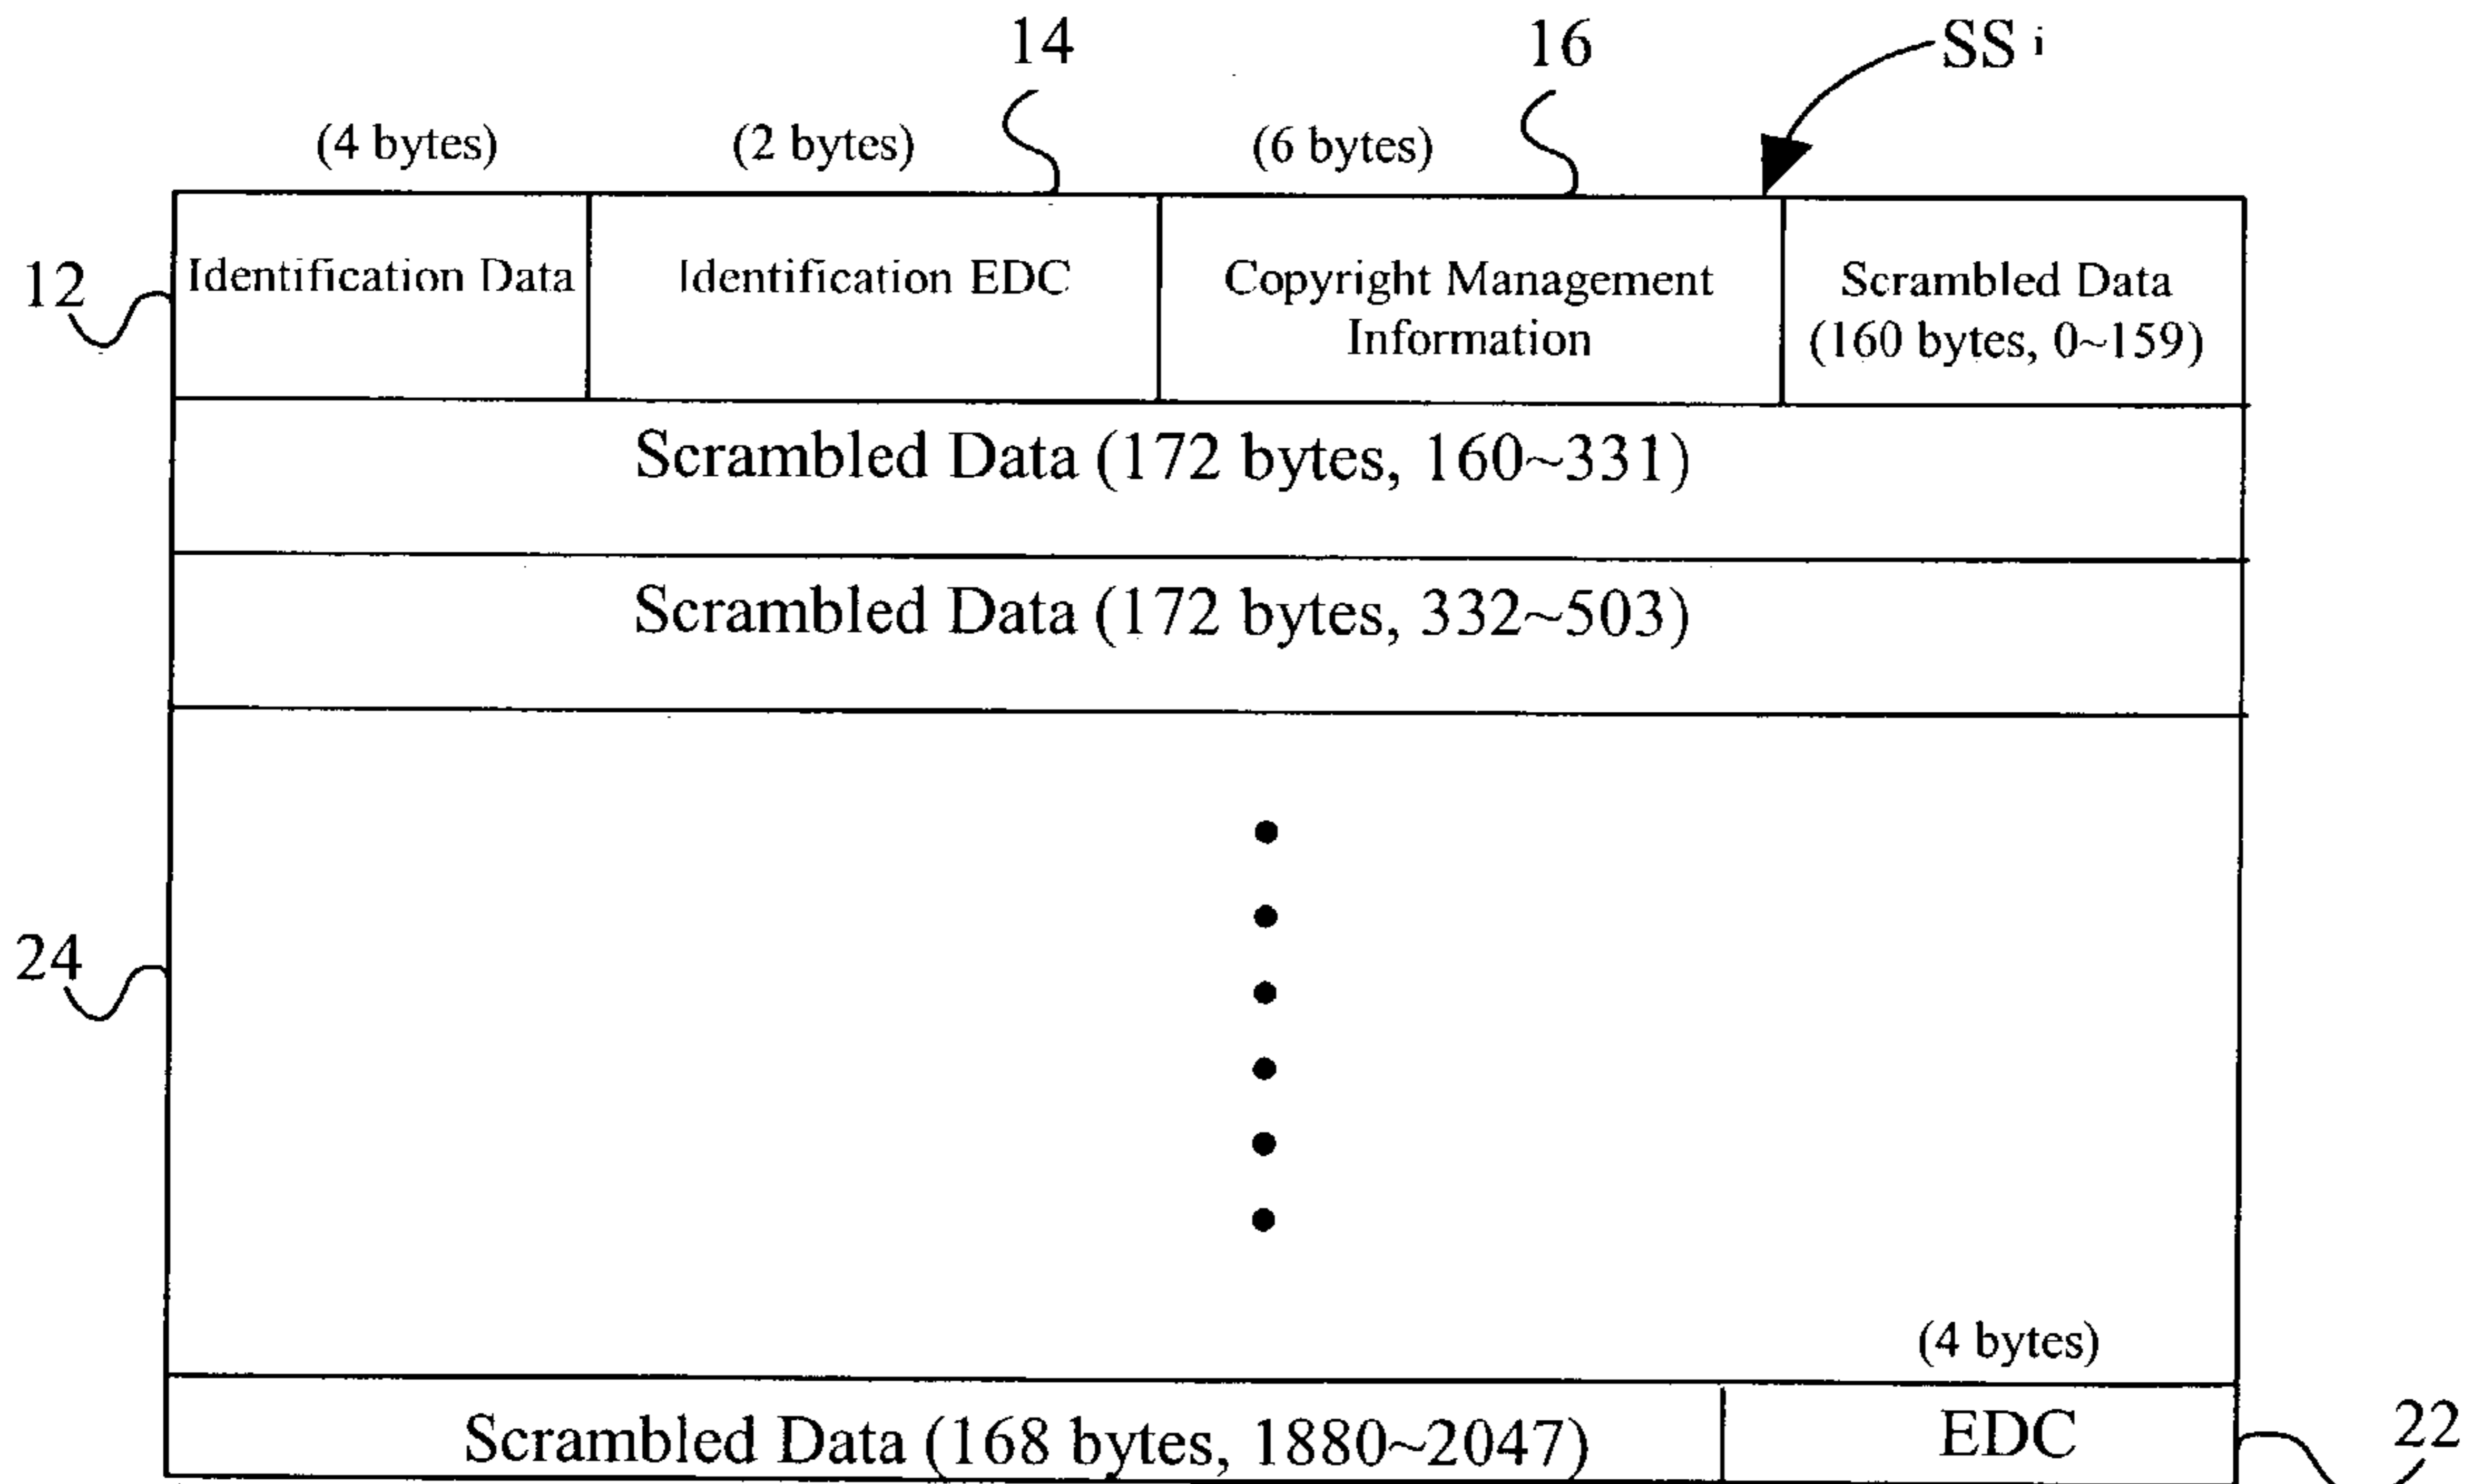 14
16
SS i
(4 bytes)
(2 bytes)
(6 bytes)
12
Identification Data
Identification EDC
Copyright Management
Information
Scrambled Data
(160 bytes, 0~159)
Scrambled Data (172 bytes, 160~331)
Scrambled Data (172 bytes, 332~503)
24
(4 bytes)
Scrambled Data (168 bytes, 1880~2047)
EDC
22